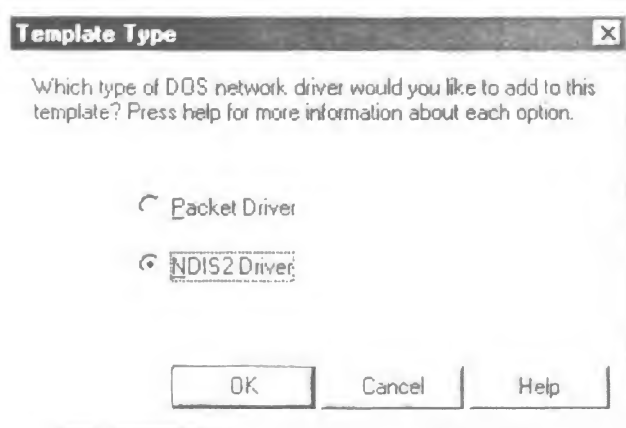 Template Type
Which type of DOS network driver would you like to add to this
template? Press help for more information about each option.
Packet Driver
NDIS2 Driver
OK
Cancel
Help